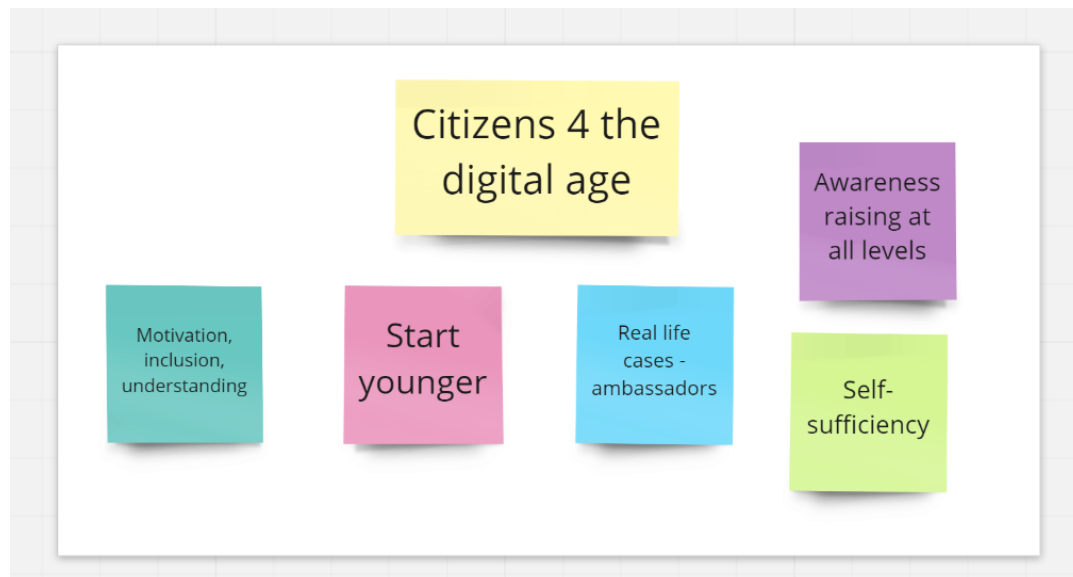 Citizens 4 the
digital age
Awareness
raising at
all levels
Motivation,
inclusion,
understanding
Start
younger
Real life
cases -
ambassadors
Self-
sufficiency